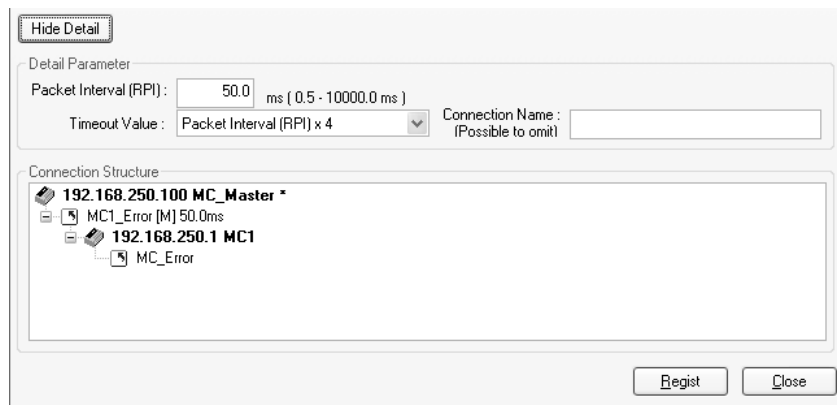 Hide Detail
Detail Parameter
Packet Interval (RPI) : 50.0 ms ( 0.5 - 10000.0 ms )
Timeout Value : Packet Interval (RPI) x 4 Connection Name :
(Possible to omit)
Connection Structure
192.168.250.100 MC_Master *
MC1_Error [M] 50.0ms
192.168.250.1 MC1
MC_Error
Regist Close